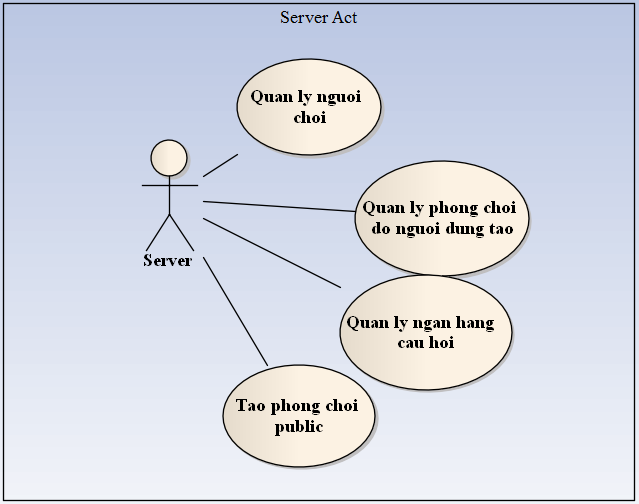 Server Act
Quan ly nguoi
choi
Quan ly phong choi
do nguoi dung tao
Server
Quan ly ngan hang
cau hoi
Tao phong choi
public